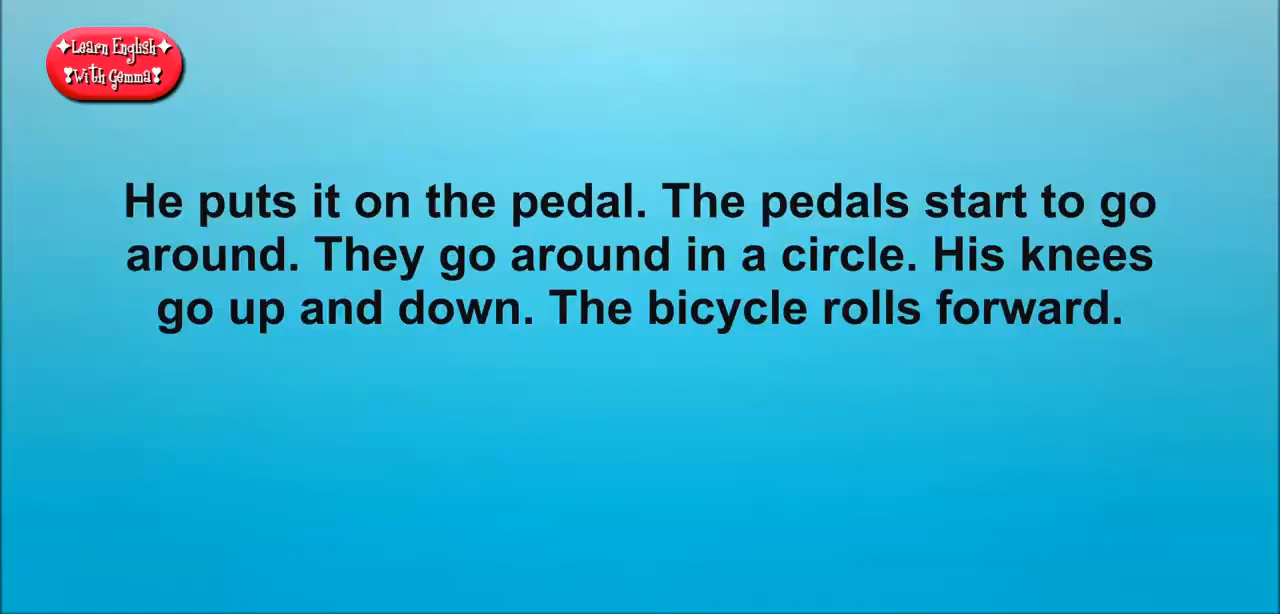 ✦Learn English✦
❣With Gemma❣
He puts it on the pedal. The pedals start to go
around. They go around in a circle. His knees
go up and down. The bicycle rolls forward.